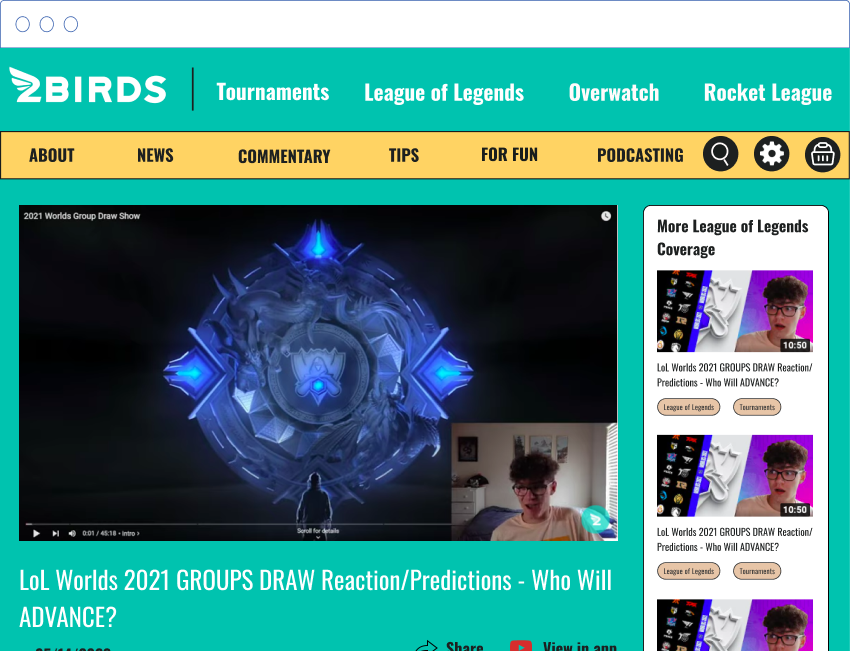 2BIRDS
Tournaments
League of Legends
Overwatch
Rocket League
ABOUT
NEWS
COMMENTARY
TIPS
FOR FUN
PODCASTING
2021 Worlds Group Draw Show
0:01 / 45:18 • Intro ›
Scroll for details
LoL Worlds 2021 GROUPS DRAW Reaction/Predictions - Who Will
ADVANCE?
Share
View in app
More League of Legends
Coverage
10:50
LoL Worlds 2021 GROUPS DRAW Reaction/
Predictions - Who Will ADVANCE?
League of Legends
Tournaments
10:50
LoL Worlds 2021 GROUPS DRAW Reaction/
Predictions - Who Will ADVANCE?
League of Legends
Tournaments